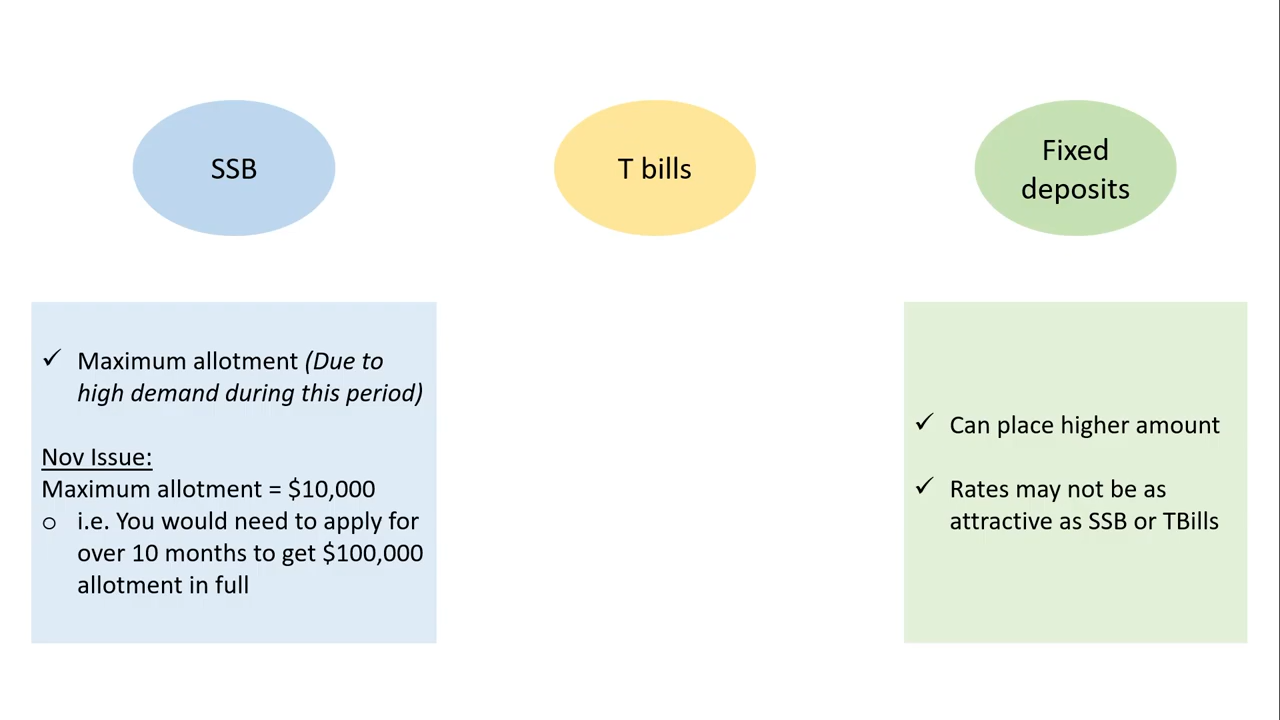 SSB
T bills
Fixed
deposits
✓ Maximum allotment (Due to
high demand during this period)
Nov Issue:
Maximum allotment = $10,000
o i.e. You would need to apply for
over 10 months to get $100,000
allotment in full
✓ Can place higher amount
✓ Rates may not be as
attractive as SSB or TBills